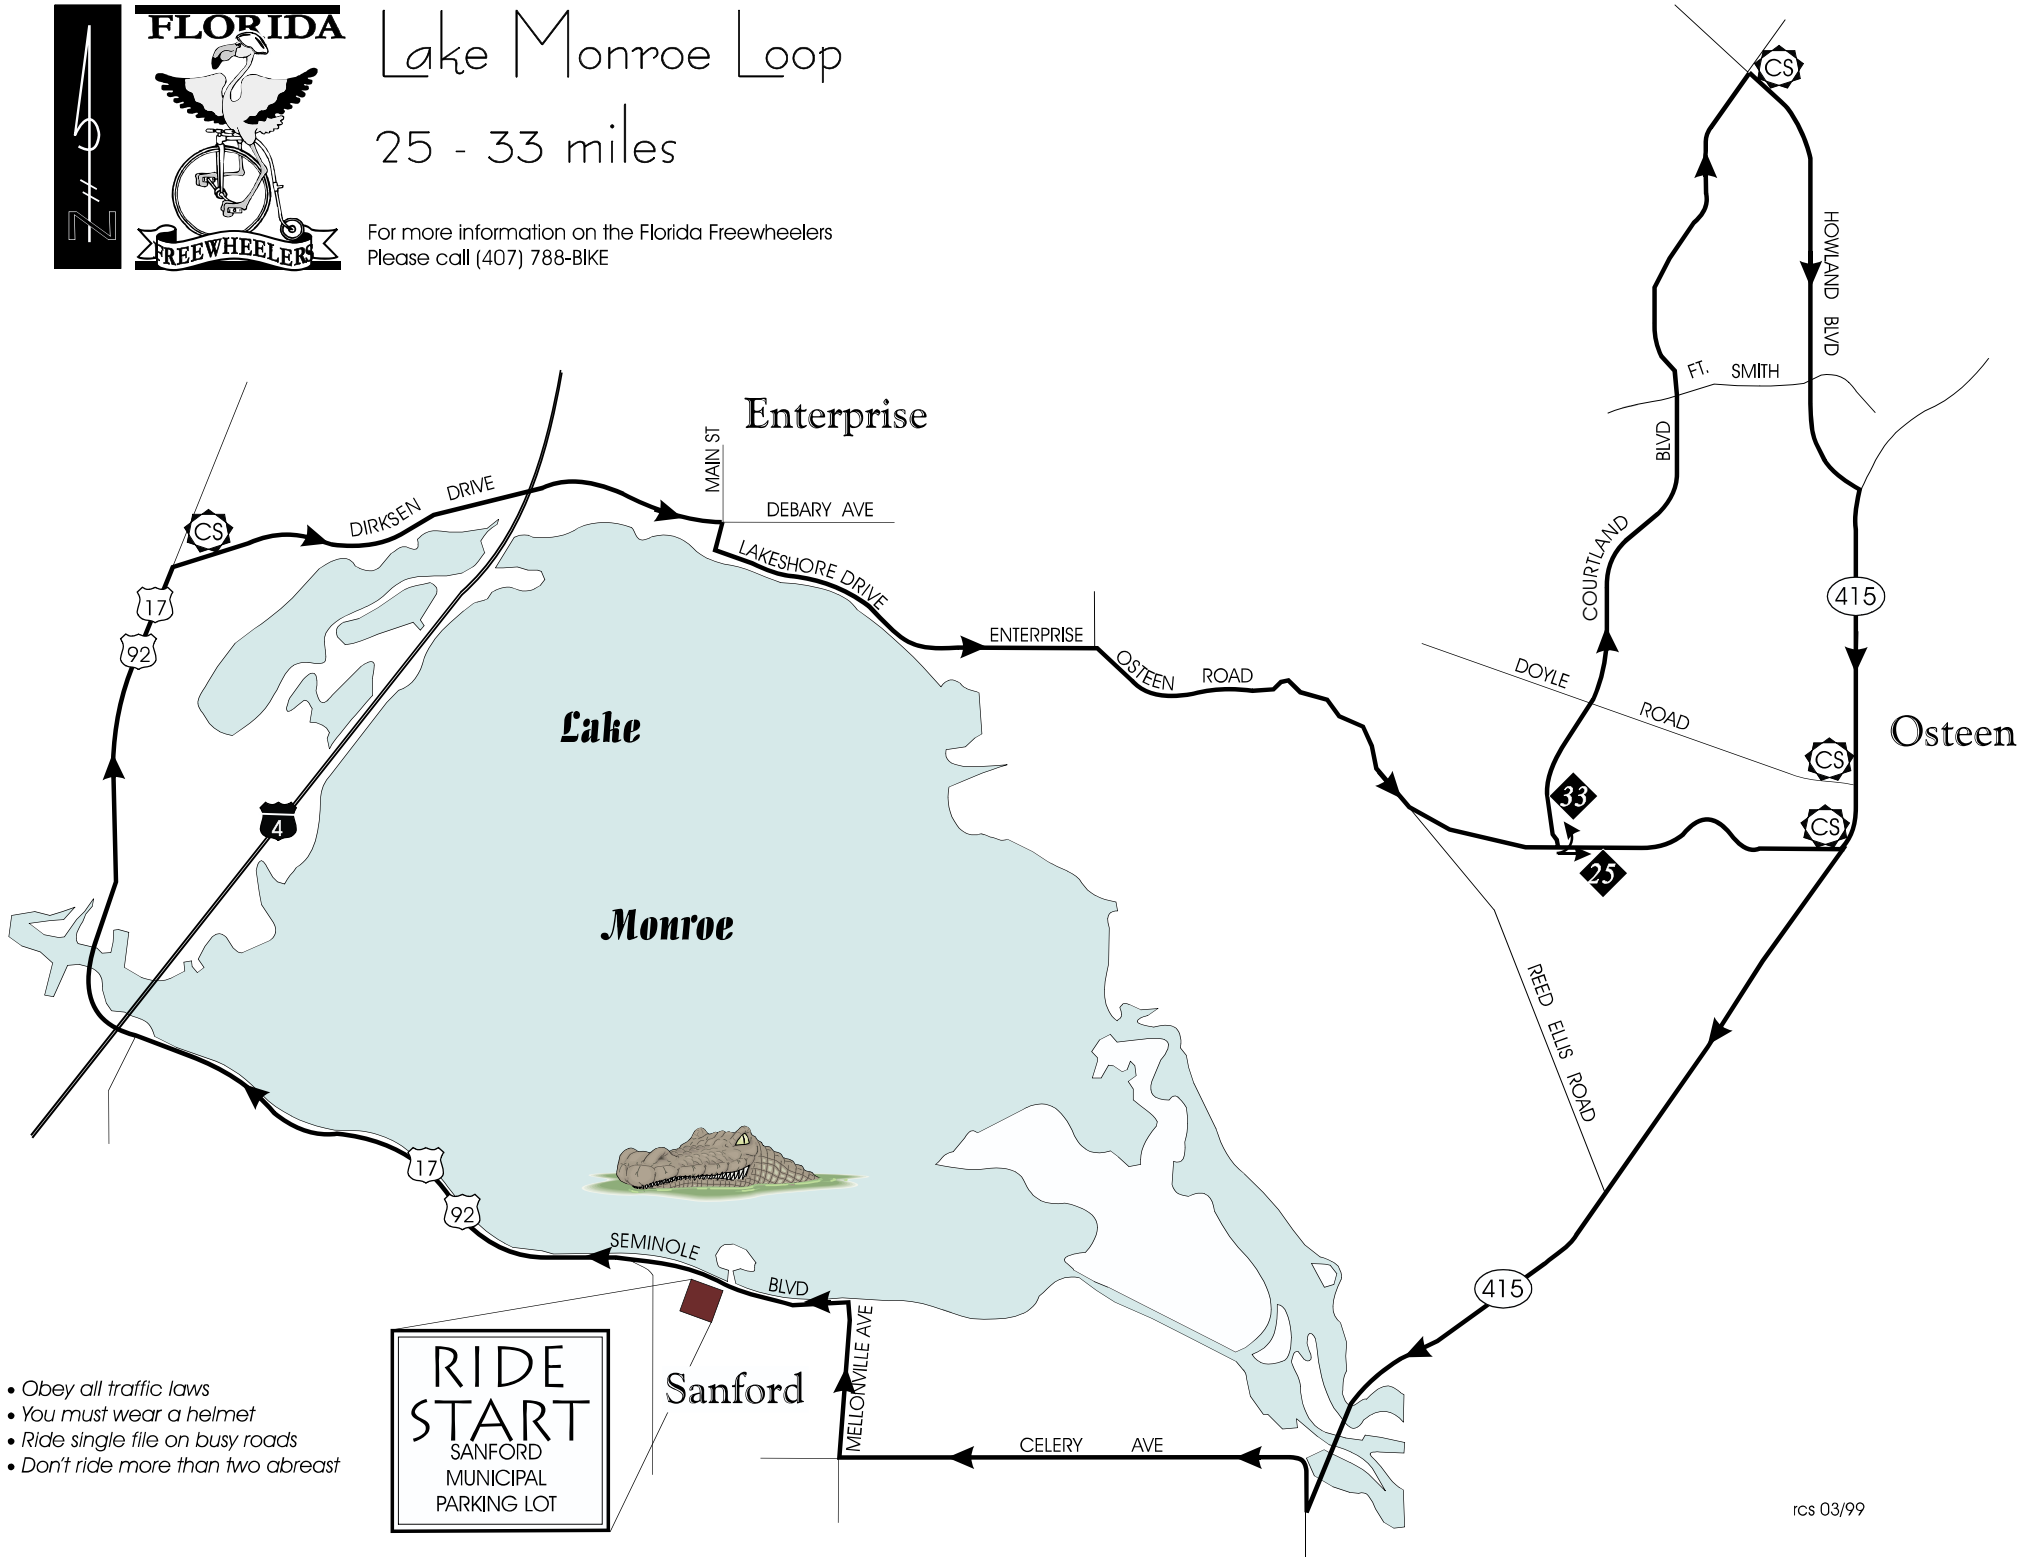 FLORIDA
FREEWHEELERS
N
Lake Monroe Loop
25 - 33 miles
For more information on the Florida Freewheelers
Please call (407) 788-BIKE
CS
HOWLAND BLVD
FT. SMITH
BLVD
COURTLAND
Enterprise
MAIN ST
DEBARY AVE
DIRKSEN DRIVE
CS
LAKESHORE DRIVE
17
92
ENTERPRISE
OSTEEN ROAD
415
DOYLE ROAD
Osteen
CS
CS
33
25
Lake
Monroe
4
REED ELLIS ROAD
17
92
SEMINOLE BLVD
415
MELLONVILLE AVE
CELERY AVE
Sanford
RIDE
START
SANFORD
MUNICIPAL
PARKING LOT
• Obey all traffic laws
• You must wear a helmet
• Ride single file on busy roads
• Don't ride more than two abreast
rcs 03/99